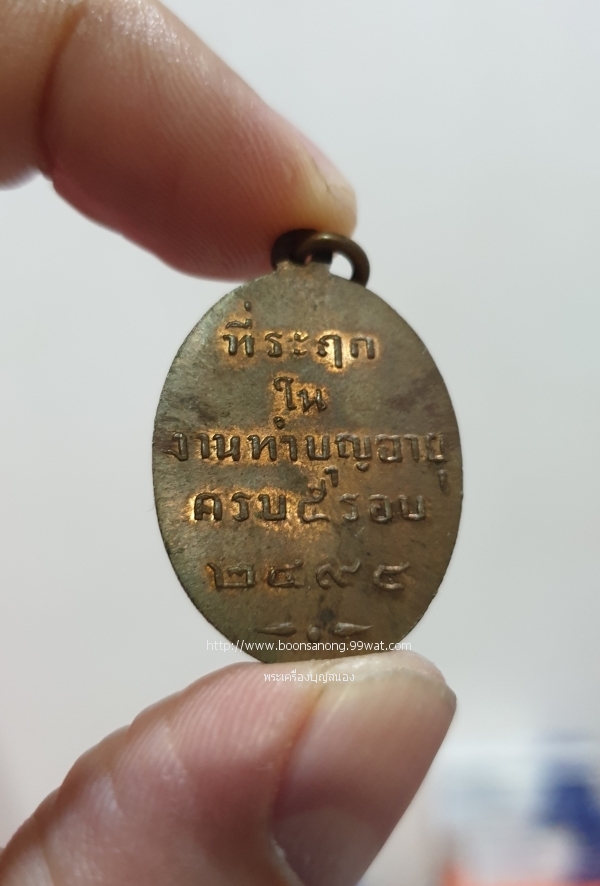 ที่ระฤก
ใน
งานทำบุญอายุ
ครบ ๕ รอบ
๒๔๙๕
http://www.boonsanong.99wat.com
พระเครื่องบุญสนอง